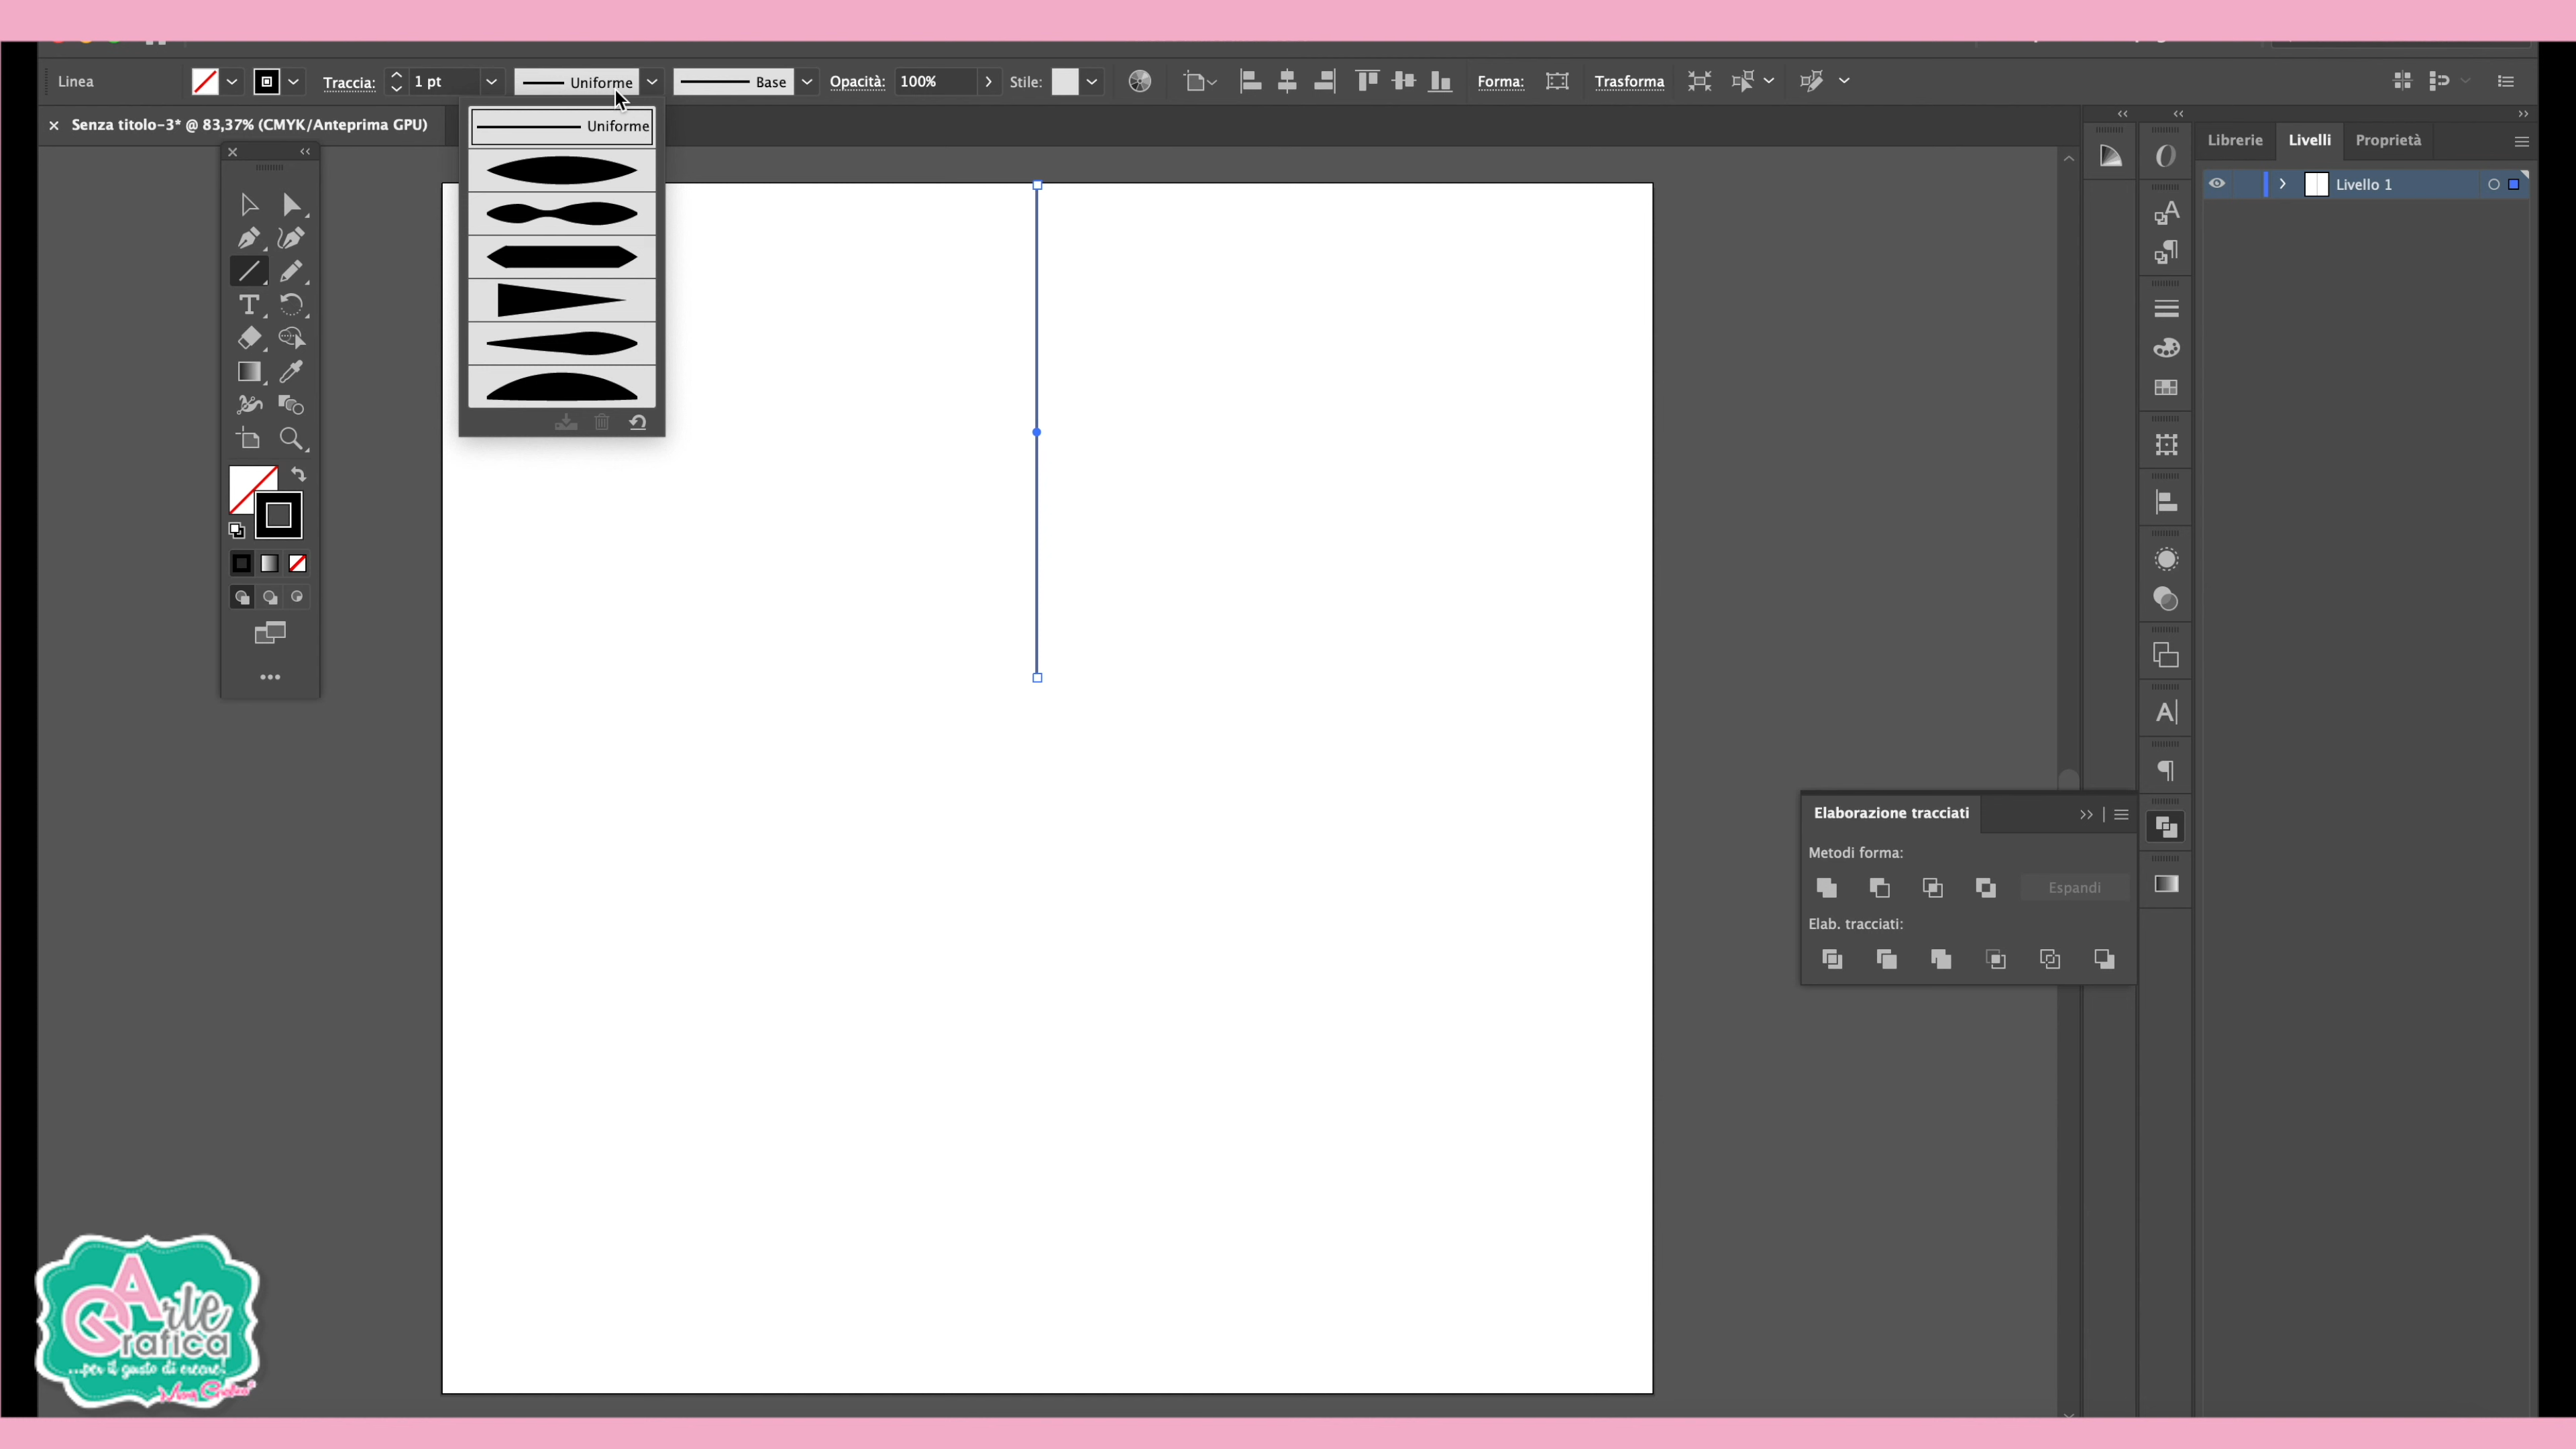 Linea
Traccia: 1 pt Uniforme Base Opacità: 100% Stile: Forma: Trasforma
Senza titolo-3* @ 83,37% (CMYK/Anteprima GPU)
Uniforme
Librerie Livelli Proprietà
Livello 1
Elaborazione tracciati
Metodi forma:
Espandi
Elab. tracciati:
Arte
Grafica
...per il gusto di creare!